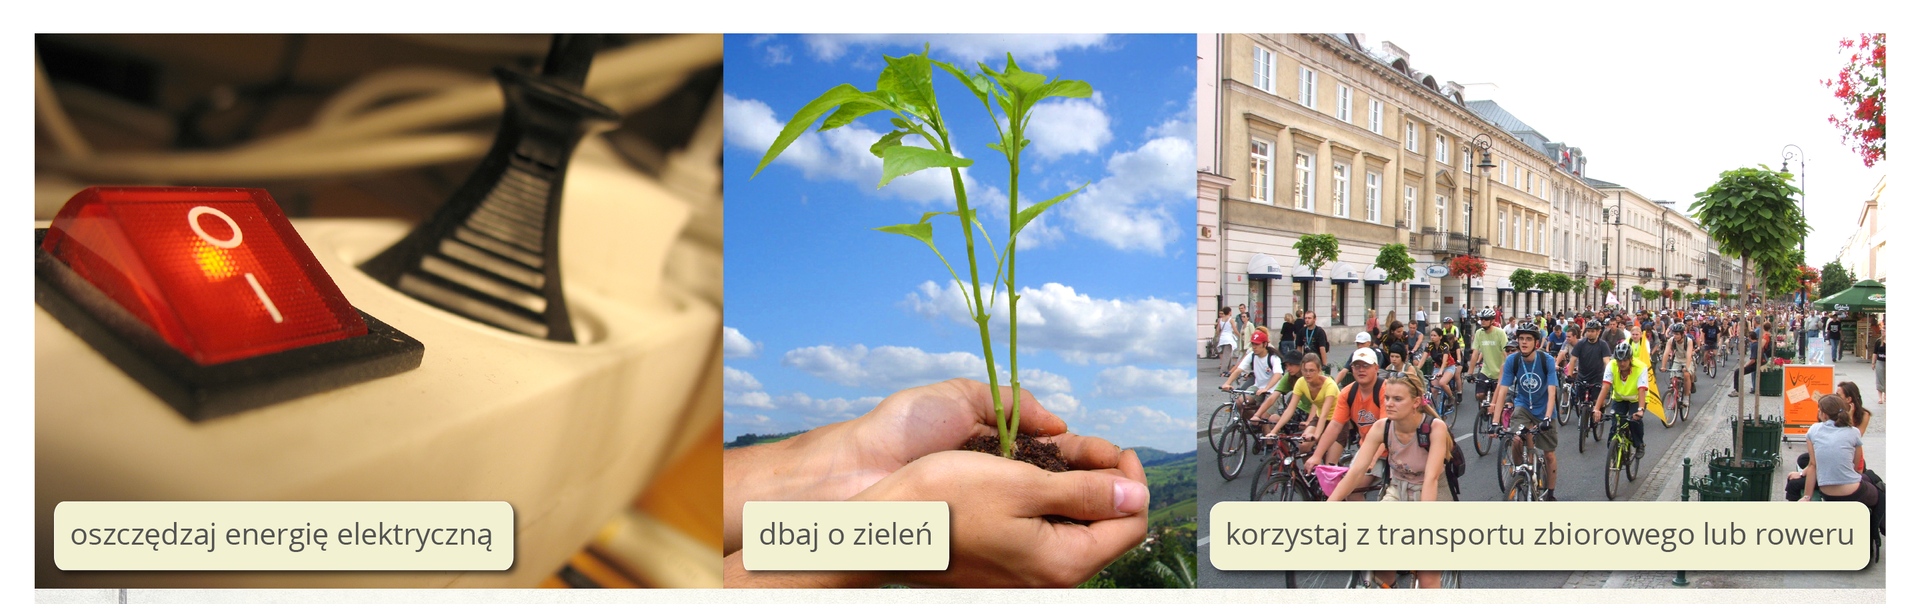 oszczędzaj energię elektryczną
dbaj o zieleń
korzystaj z transportu zbiorowego lub roweru